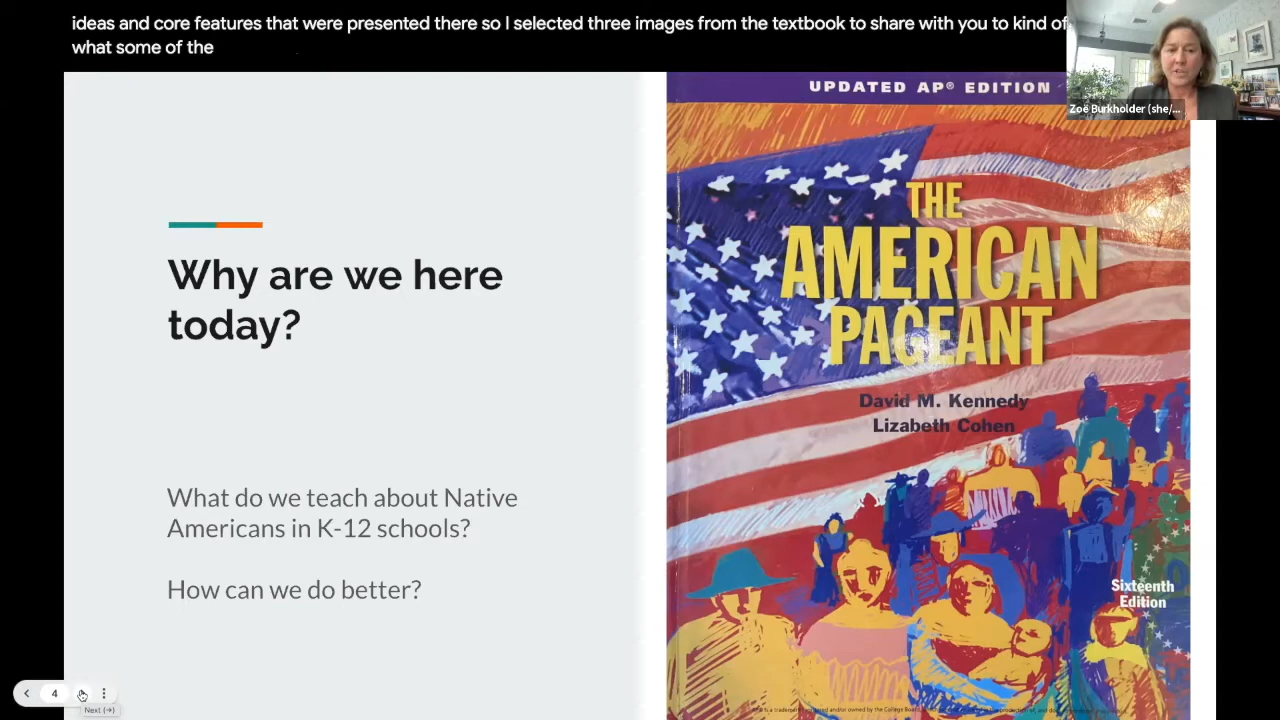 ideas and core features that were presented there so I selected three images from the textbook to share with you to kind of
what some of the
Zoë Burkholder (she/...
UPDATED AP® EDITION
THE
AMERICAN
PAGEANT
David M. Kennedy
Lizabeth Cohen
Sixteenth
Edition
Why are we here
today?
What do we teach about Native
Americans in K-12 schools?
How can we do better?
4
Next (→)